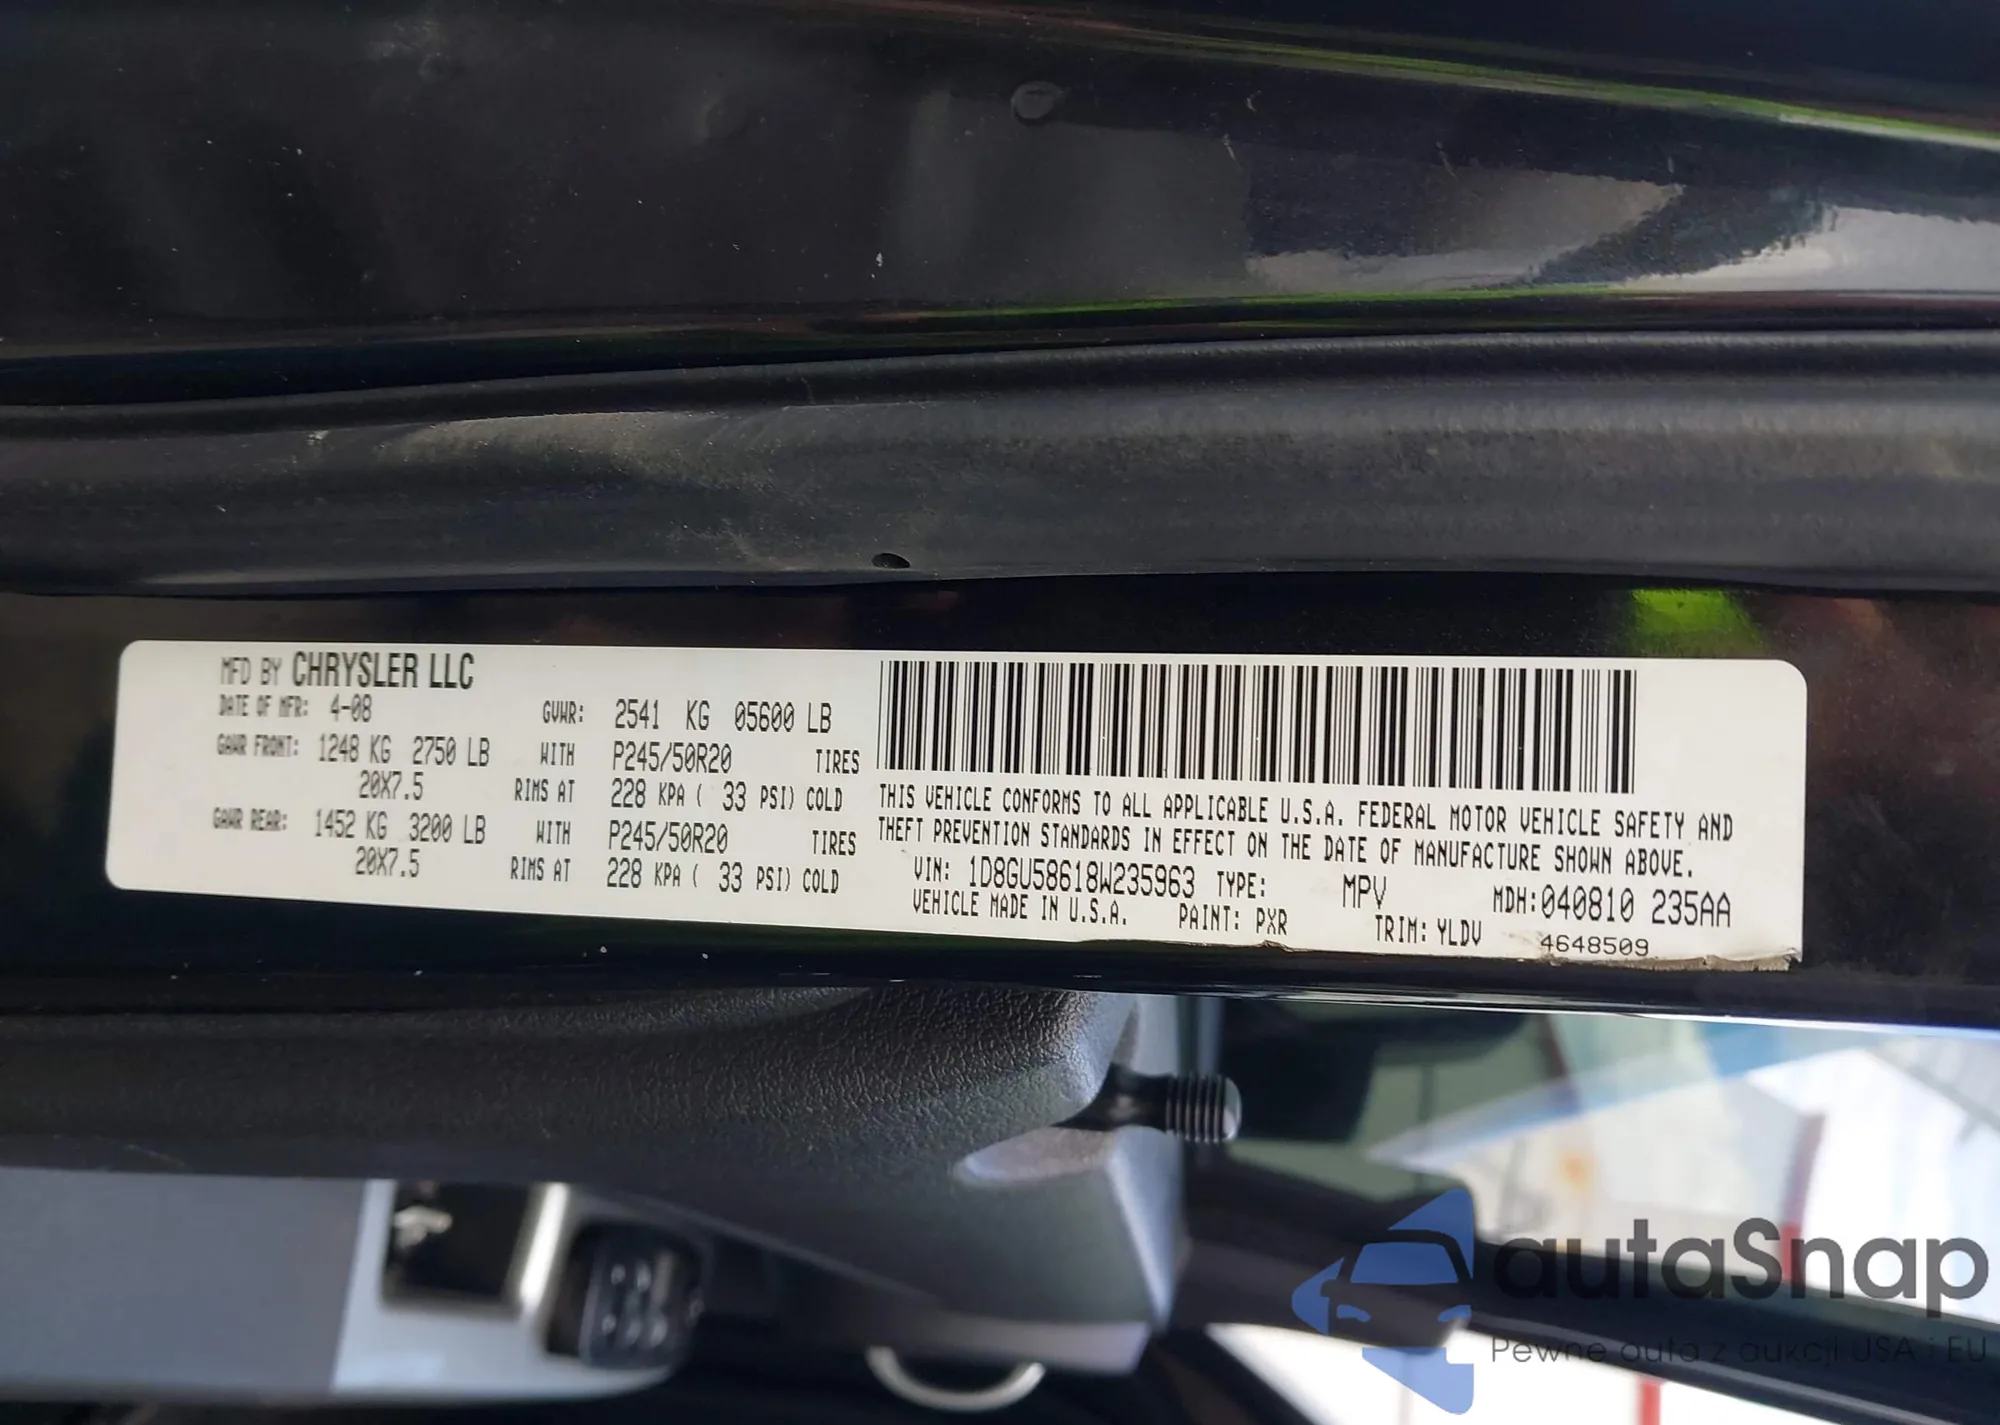 MFD BY CHRYSLER LLC
DATE OF MFR: 4-08 GVWR: 2541 KG 05600 LB
GAWR FRONT: 1248 KG 2750 LB WITH P245/50R20 TIRES
20X7.5 RIMS AT 228 KPA ( 33 PSI) COLD
GAWR REAR: 1452 KG 3200 LB WITH P245/50R20 TIRES
20X7.5 RIMS AT 228 KPA ( 33 PSI) COLD
THIS VEHICLE CONFORMS TO ALL APPLICABLE U.S.A. FEDERAL MOTOR VEHICLE SAFETY AND
THEFT PREVENTION STANDARDS IN EFFECT ON THE DATE OF MANUFACTURE SHOWN ABOVE.
VIN: 1D8GU58618W235963 TYPE: MPV MDH: 040810 235AA
VEHICLE MADE IN U.S.A. PAINT: PXR TRIM: YLDV 4648509
autaSnap
Pewne auta z aukcji USA i EU